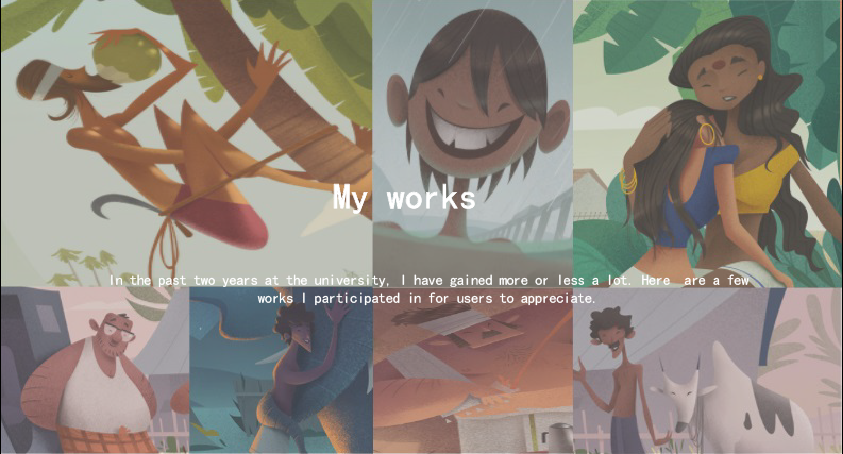 My works
In the past two years at the university, I have gained more or less a lot. Here  are a few
works I participated in for users to appreciate.